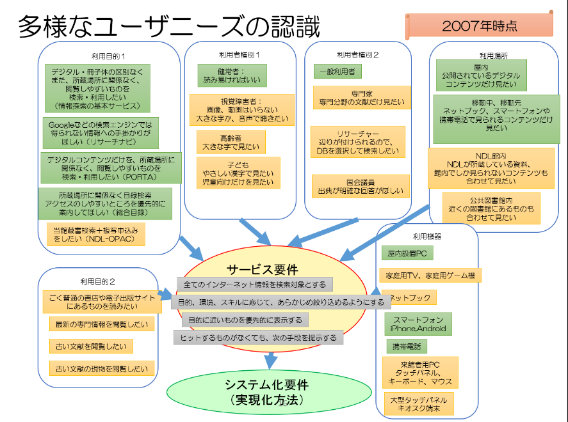 多様なユーザニーズの認識
2007年時点
利用目的1
デジタル・冊子体の区別なく
また、所蔵場所に関係なく、
閲覧しやすいものを
検索・利用したい
(情報探索の基本サービス)
Googleなどの検索エンジンでは
得られない情報への手掛かりが
ほしい(リサーチナビ)
デジタルコンテンツだけを、所蔵場所に
関係なく、閲覧しやすいものを
検索・利用したい(PORTA)
所蔵場所に関係なく目録検索
アクセスのしやすいところを優先的に
案内してほしい(総合目録)
当館蔵書検索+複写申込み
をしたい(NDL-OPAC)
利用者種別1
健常者:
読み書ければいい
視覚障害者:
画像、動画はいらない
大きな字か、音声で聴きたい
高齢者
大きな字で見たい
子ども
やさしい漢字で見たい
児童向けだけを見たい
利用者種別2
一般利用者
専門家
専門分野の文献だけ見たい
リサーチャー
辺りが付けられるので、
DBを選択して検索したい
国会議員
出典が明確な回答がほしい
利用場所
館内
公開されているデジタル
コンテンツだけ見たい
移動中、移動先
ネットブック、スマートフォンや
携帯電話で見られるコンテンツだけ
見たい
NDL館内
NDLが所蔵している資料、
館内でしか見られないコンテンツも
合わせて見たい
公共図書館内
近くの図書館にあるものも
合わせて見たい
サービス要件
全てのインターネット情報を検索対象とする
目的、環境、スキルに応じて、あらかじめ絞り込めるようにする
目的に近いものを優先的に表示する
ヒットするものがなくても、次の手段を提示する
システム化要件
(実現化方法)
利用目的2
ごく普通の書店や電子出版サイト
にあるものを読みたい
最新の専門情報を閲覧したい
古い文献を閲覧したい
古い文献の現物を閲覧したい
利用機器
館内設置PC
家庭用TV、家庭用ゲーム機
ネットブック
スマートフォン
iPhone,Android
携帯電話
来館者用PC
タッチパネル、
キーボード、マウス
大型タッチパネル
キオスク端末